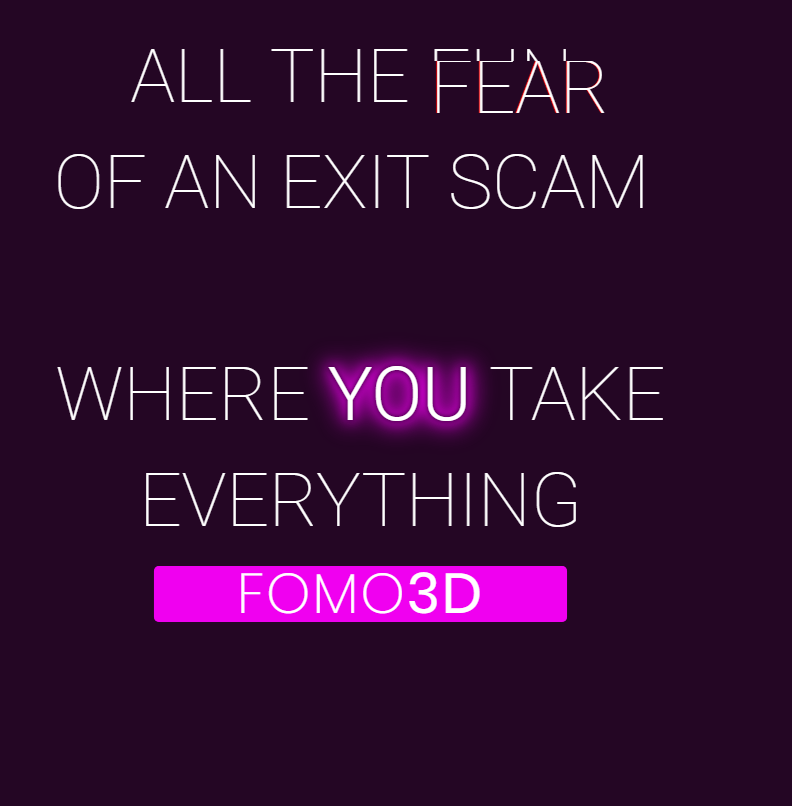 ALL THE FEAR
OF AN EXIT SCAM
WHERE YOU TAKE
EVERYTHING
FOMO3D